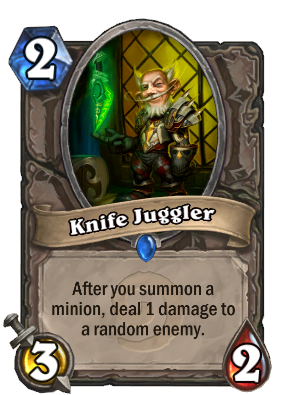 2
Knife Juggler
After you summon a
minion, deal 1 damage to
a random enemy.
3
2